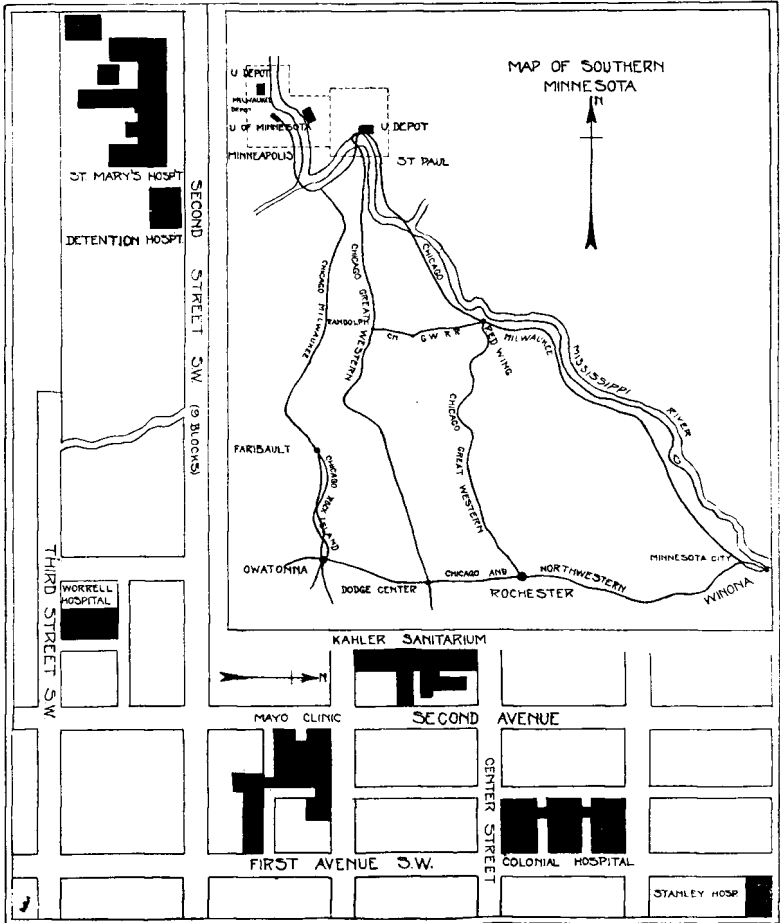 MAP OF SOUTHERN
MINNESOTA
N
U DEPOT
MILWAUKEE
DEPOT
U OF MINNESOTA
MINNEAPOLIS
U DEPOT
ST PAUL
ST MARY'S HOSPT
DETENTION HOSPT.
SECOND STREET SW. (9 BLOCKS)
CHICAGO MILWAUKEE
CHICAGO GREAT WESTERN
CHICAGO
MILWAUKEE
RANDOLPH
CH G W R R
RED WING
MISSISSIPPI RIVER
CHICAGO GREAT WESTERN
FARIBAULT
CHICAGO ROCK ISLAND
OWATONNA
DODGE CENTER
CHICAGO AND NORTHWESTERN
ROCHESTER
MINNESOTA CITY
WINONA
THIRD STREET SW
WORRELL
HOSPITAL
KAHLER SANITARIUM
N
MAYO CLINIC
SECOND AVENUE
CENTER STREET
FIRST AVENUE S.W.
COLONIAL HOSPITAL
STANLEY HOSP.